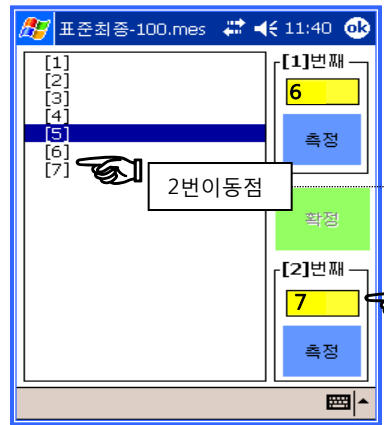 표준최종-100.mes 11:40 ok
[1]
[2]
[3]
[4]
[5]
[6]
[7]
2번이동점
[1]번째
6
측정
확정
[2]번째
7
측정